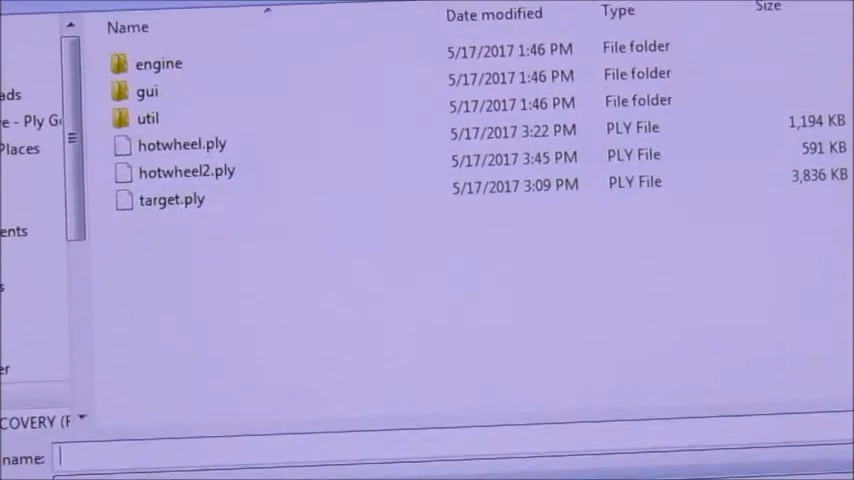 Name Date modified Type Size
engine 5/17/2017 1:46 PM File folder
gui 5/17/2017 1:46 PM File folder
util 5/17/2017 1:46 PM File folder
hotwheel.ply 5/17/2017 3:22 PM PLY File 1,194 KB
hotwheel2.ply 5/17/2017 3:45 PM PLY File 591 KB
target.ply 5/17/2017 3:09 PM PLY File 3,836 KB
ads
e - Ply G
Places
ents
s
er
COVERY (F
name: